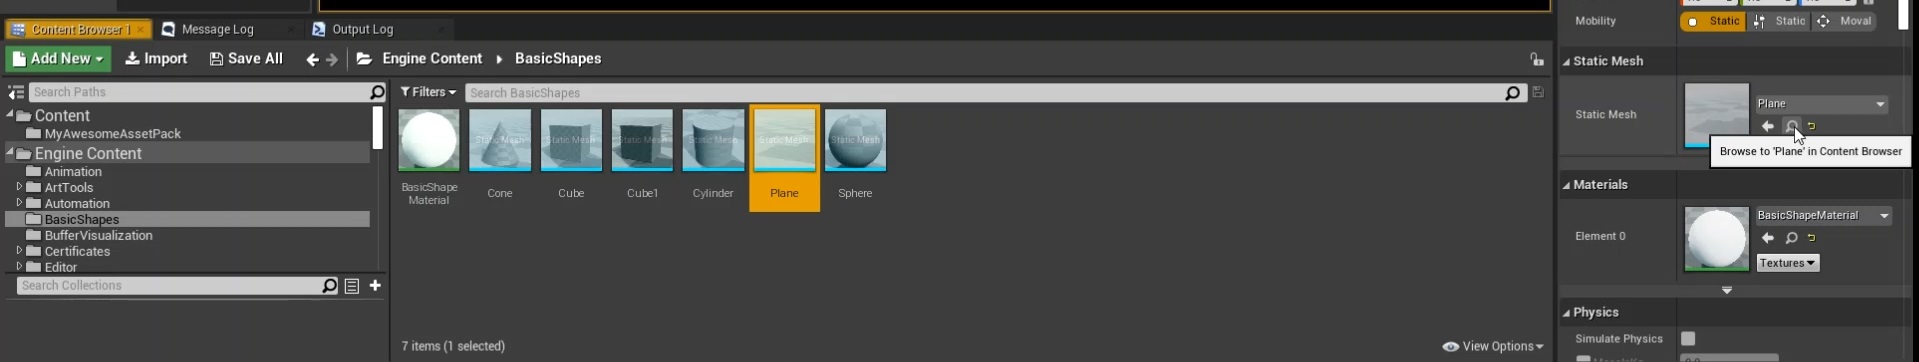 Content Browser 1
Message Log
Output Log
Add New
Import
Save All
Engine Content
BasicShapes
Search Paths
Content
MyAwesomeAssetPack
Engine Content
Animation
ArtTools
Automation
BasicShapes
BufferVisualization
Certificates
Editor
Search Collections
Filters
Search BasicShapes
Static Mesh
Static Mesh
Static Mesh
Static Mesh
Static Mesh
Static Mesh
BasicShape
Material
Cone
Cube
Cube1
Cylinder
Plane
Sphere
7 items (1 selected)
View Options
Mobility
Static
Static
Moval
Static Mesh
Static Mesh
Plane
Browse to 'Plane' in Content Browser
Materials
Element 0
BasicShapeMaterial
Textures
Physics
Simulate Physics